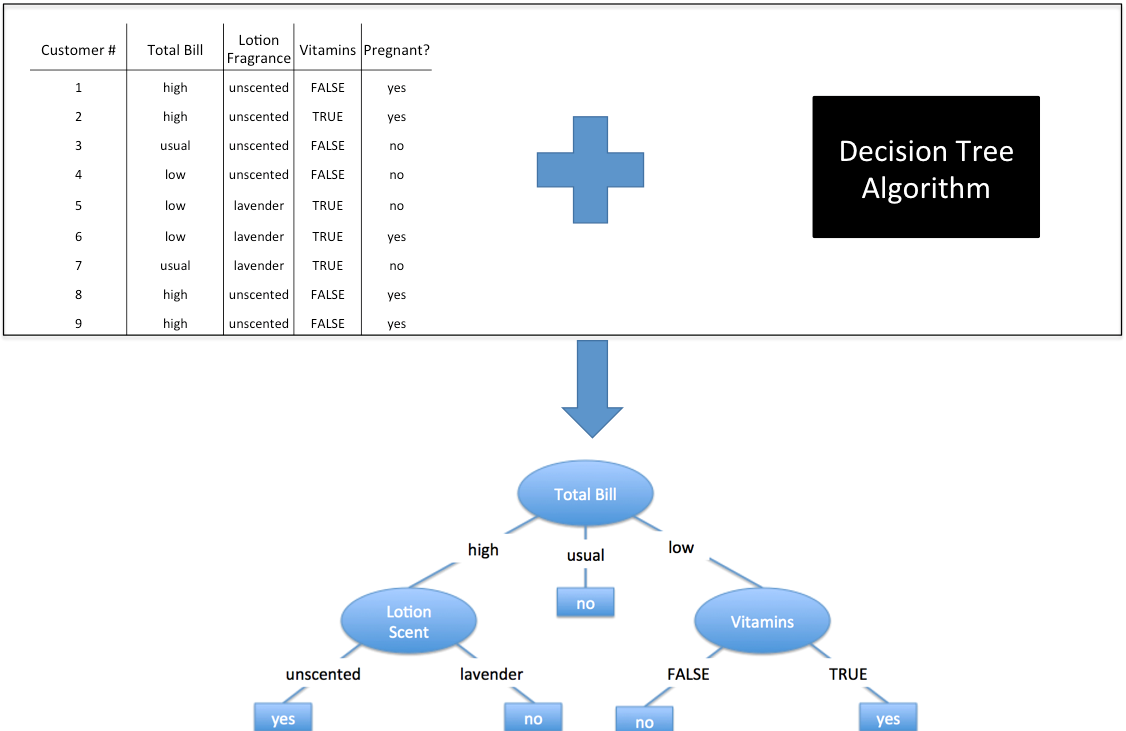 Customer # Total Bill Lotion Fragrance Vitamins Pregnant?
1 high unscented FALSE yes
2 high unscented TRUE yes
3 usual unscented FALSE no
4 low unscented FALSE no
5 low lavender TRUE no
6 low lavender TRUE yes
7 usual lavender TRUE no
8 high unscented FALSE yes
9 high unscented FALSE yes
Decision Tree
Algorithm
Total Bill
high usual low
no
Lotion
Scent
Vitamins
unscented lavender FALSE TRUE
yes no no yes